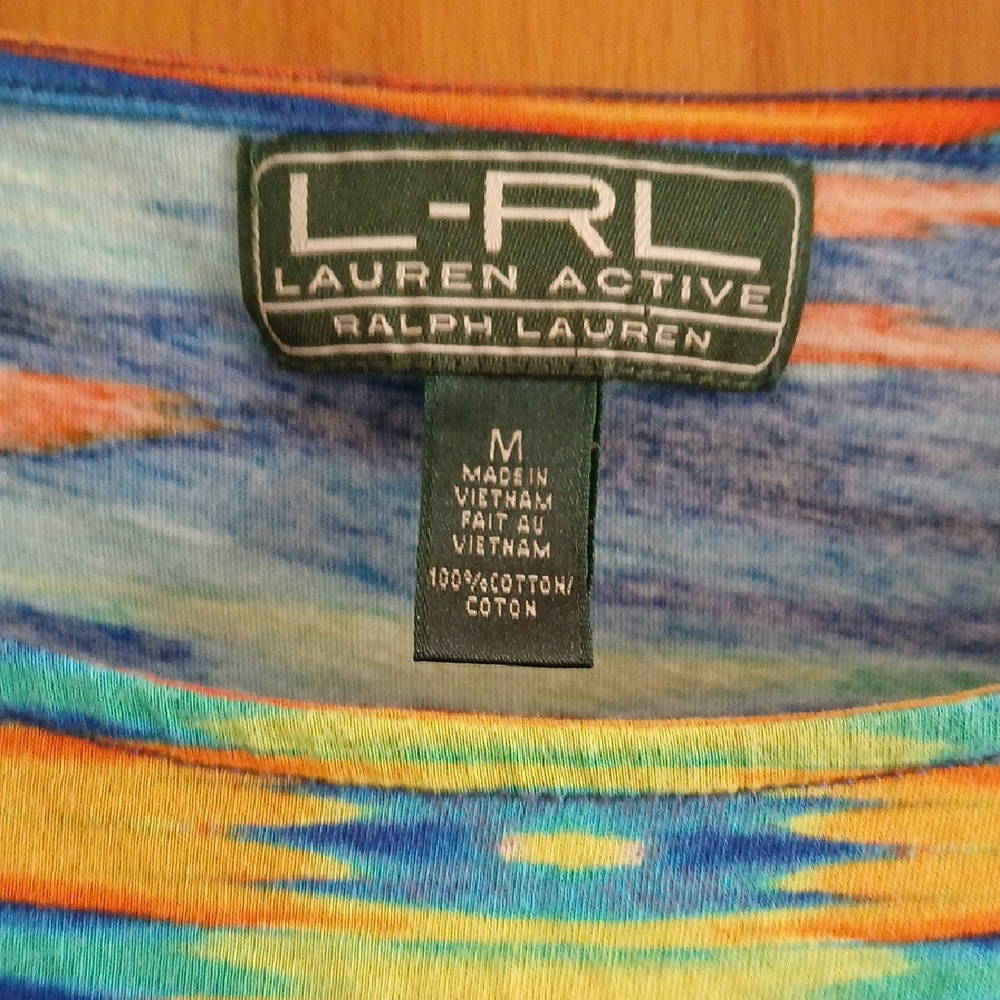 L-RL
LAUREN ACTIVE
RALPH LAUREN
M
MADE IN
VIETNAM
FAIT AU
VIETNAM
100%COTTON/
COTON